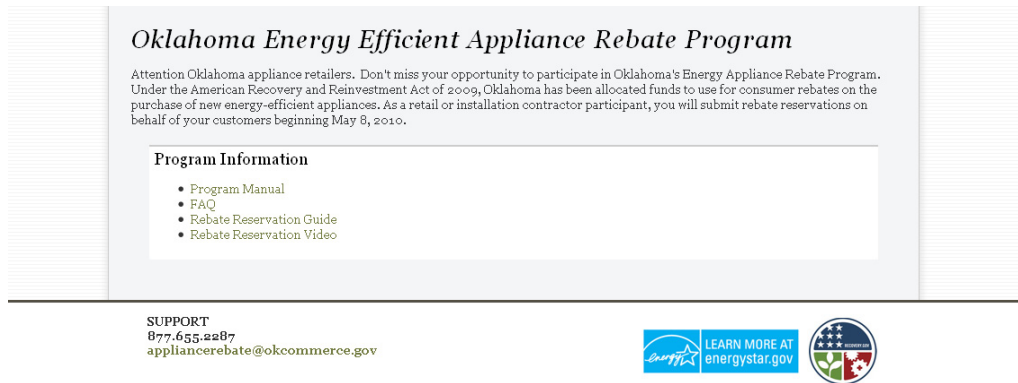 Oklahoma Energy Efficient Appliance Rebate Program
Attention Oklahoma appliance retailers. Don't miss your opportunity to participate in Oklahoma's Energy Appliance Rebate Program.
Under the American Recovery and Reinvestment Act of 2009, Oklahoma has been allocated funds to use for consumer rebates on the
purchase of new energy-efficient appliances. As a retail or installation contractor participant, you will submit rebate reservations on
behalf of your customers beginning May 8, 2010.
Program Information
• Program Manual
• FAQ
• Rebate Reservation Guide
• Rebate Reservation Video
SUPPORT
877.655.2287
appliancerebate@okcommerce.gov
energy
LEARN MORE AT
energystar.gov
RECOVERY.GOV